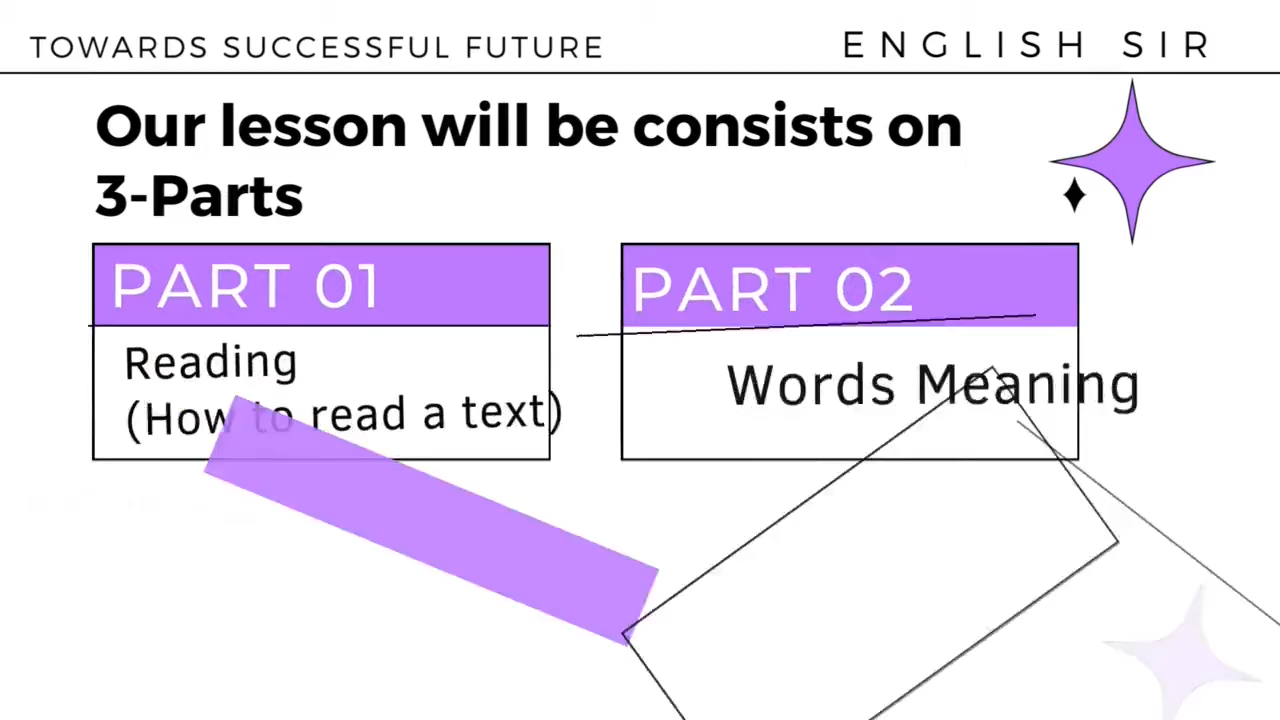 TOWARDS SUCCESSFUL FUTURE
ENGLISH SIR
Our lesson will be consists on
3-Parts
PART 01
PART 02
Reading
(How to read a text)
Words Meaning